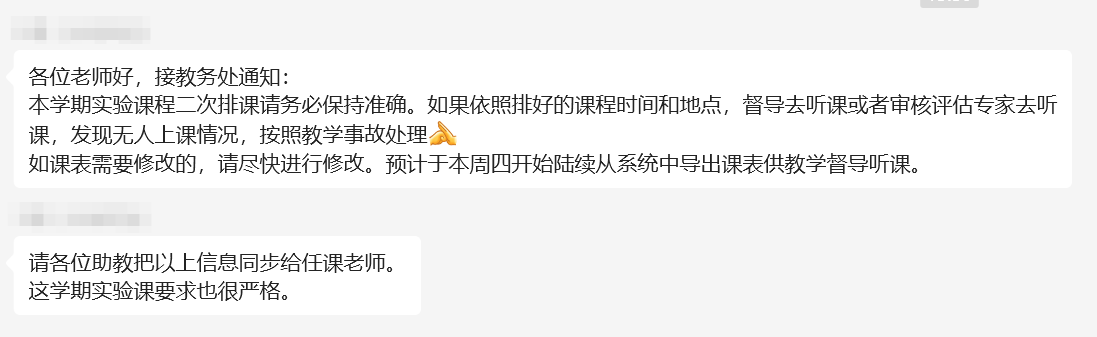 各位老师好，接教务处通知：
本学期实验课程二次排课请务必保持准确。如果依照排好的课程时间和地点，督导去听课或者审核评估专家去听
课，发现无人上课情况，按照教学事故处理
如课表需要修改的，请尽快进行修改。预计于本周四开始陆续从系统中导出课表供教学督导听课。
请各位助教把以上信息同步给任课老师。
这学期实验课要求也很严格。